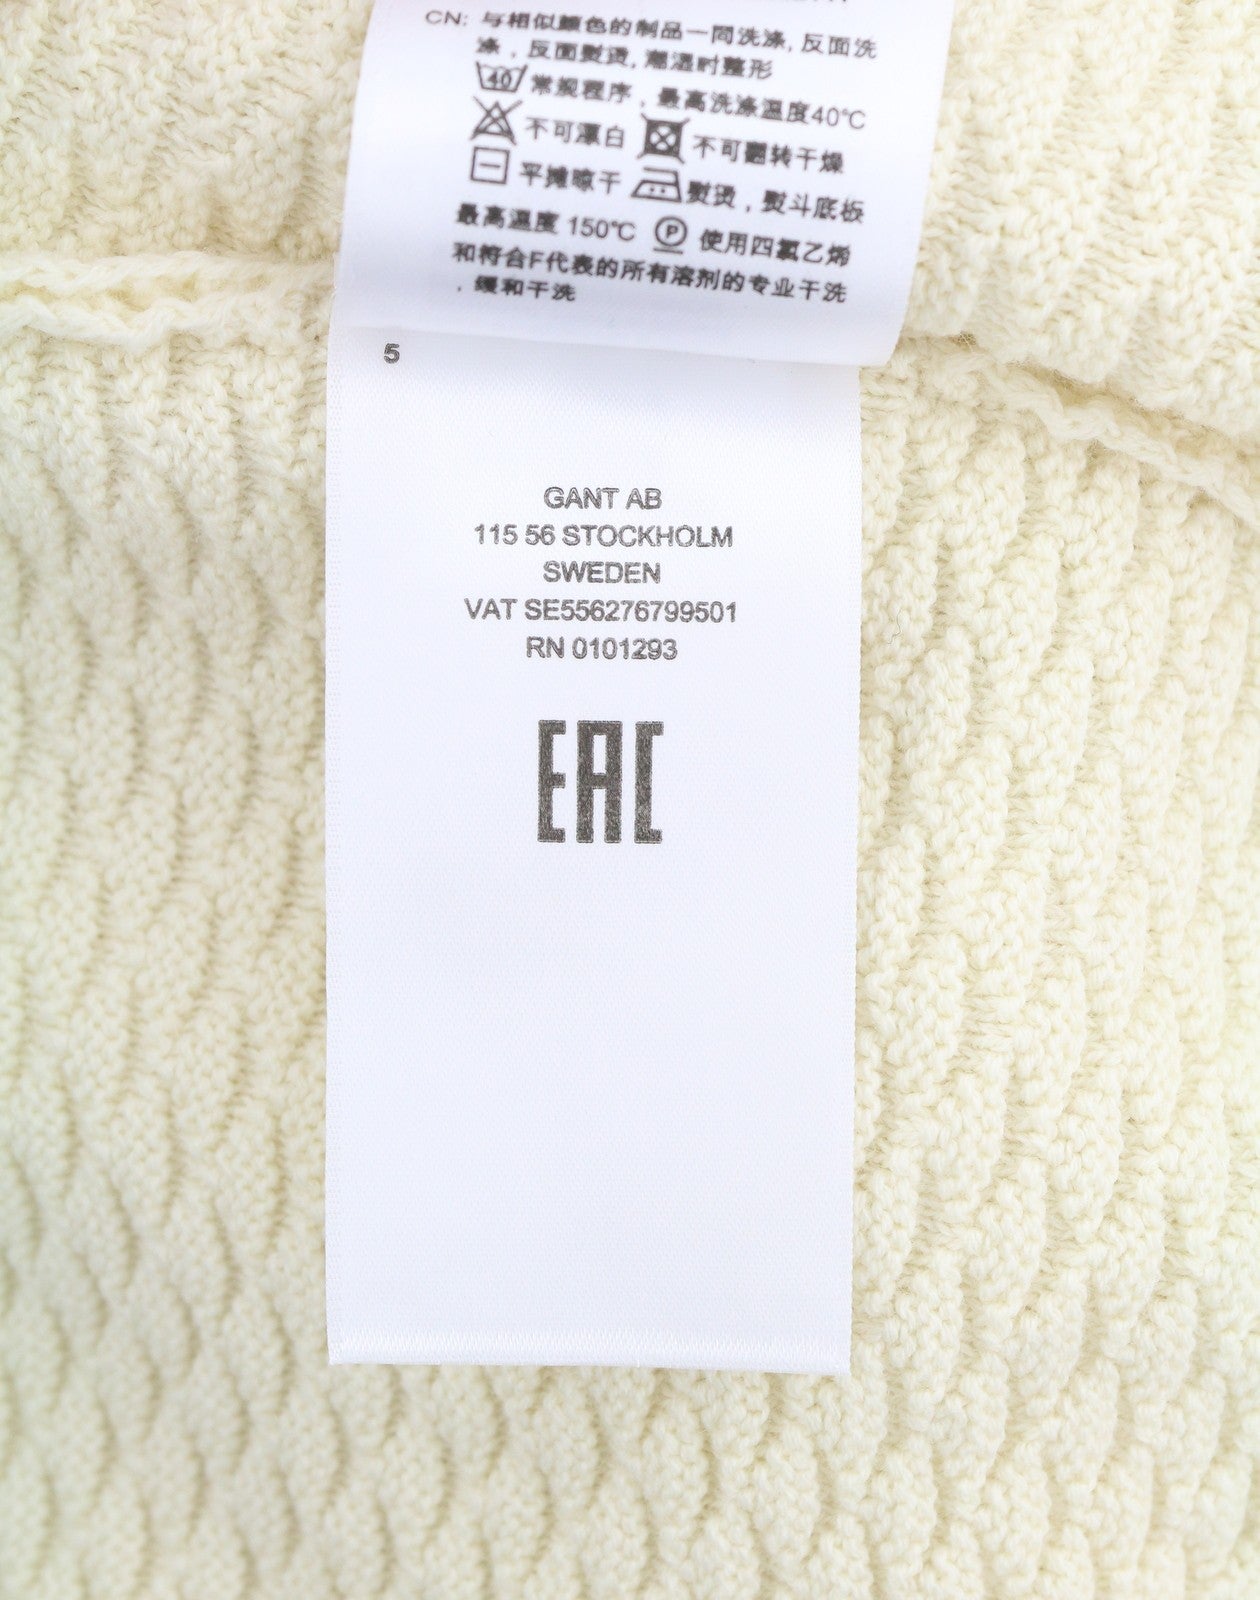 CN: 与相似颜色的制品一同洗涤, 反面洗
涤，反面熨烫, 潮湿时整形
40 常规程序，最高洗涤温度40℃
不可漂白 不可翻转干燥
平摊晾干 熨烫，熨斗底板
最高温度 150℃ P 使用四氯乙烯
和符合F代表的所有溶剂的专业干洗
，缓和干洗
5
GANT AB
115 56 STOCKHOLM
SWEDEN
VAT SE556276799501
RN 0101293
EAC